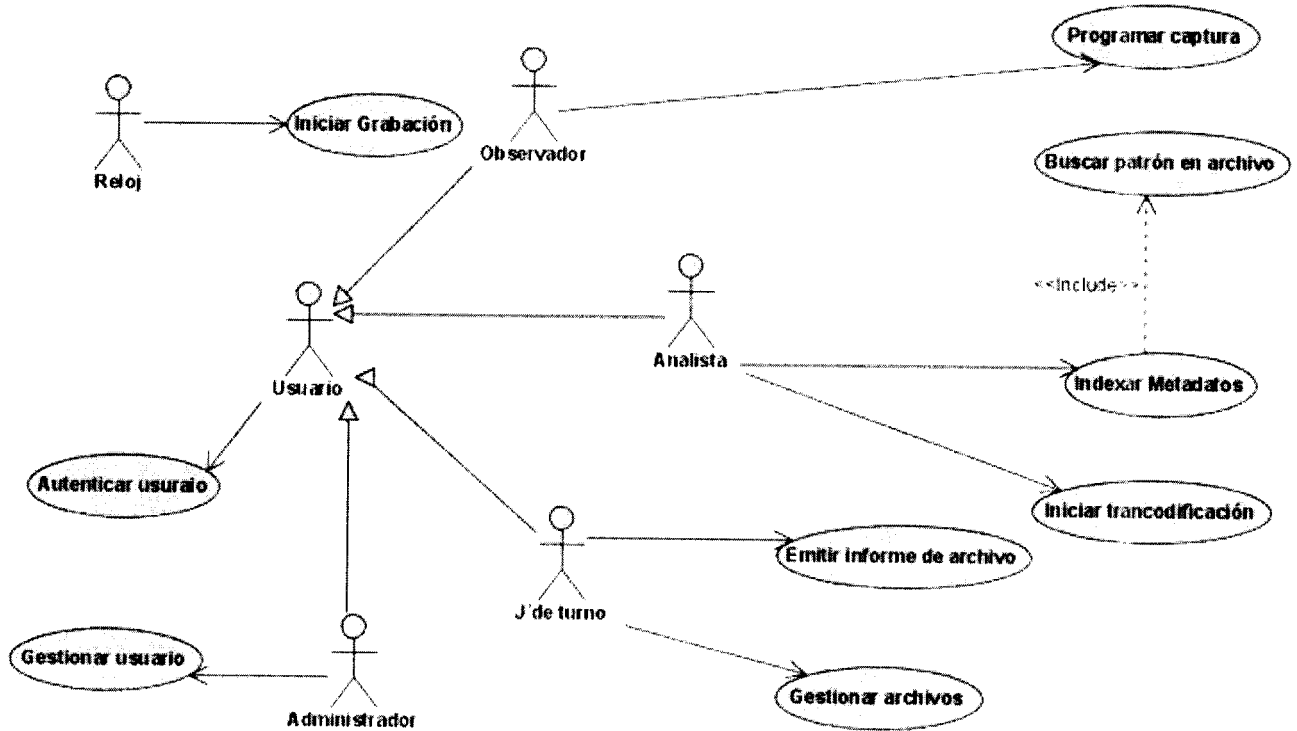 Programar captura
Iniciar Grabación
Observador
Reloj
Buscar patrón en archivo
<<Include>>
Analista
Usuario
Indexar Metadatos
Autenticar usuraio
Iniciar trancodificación
Emitir informe de archivo
J'de turno
Gestionar usuario
Gestionar archivos
Administrador